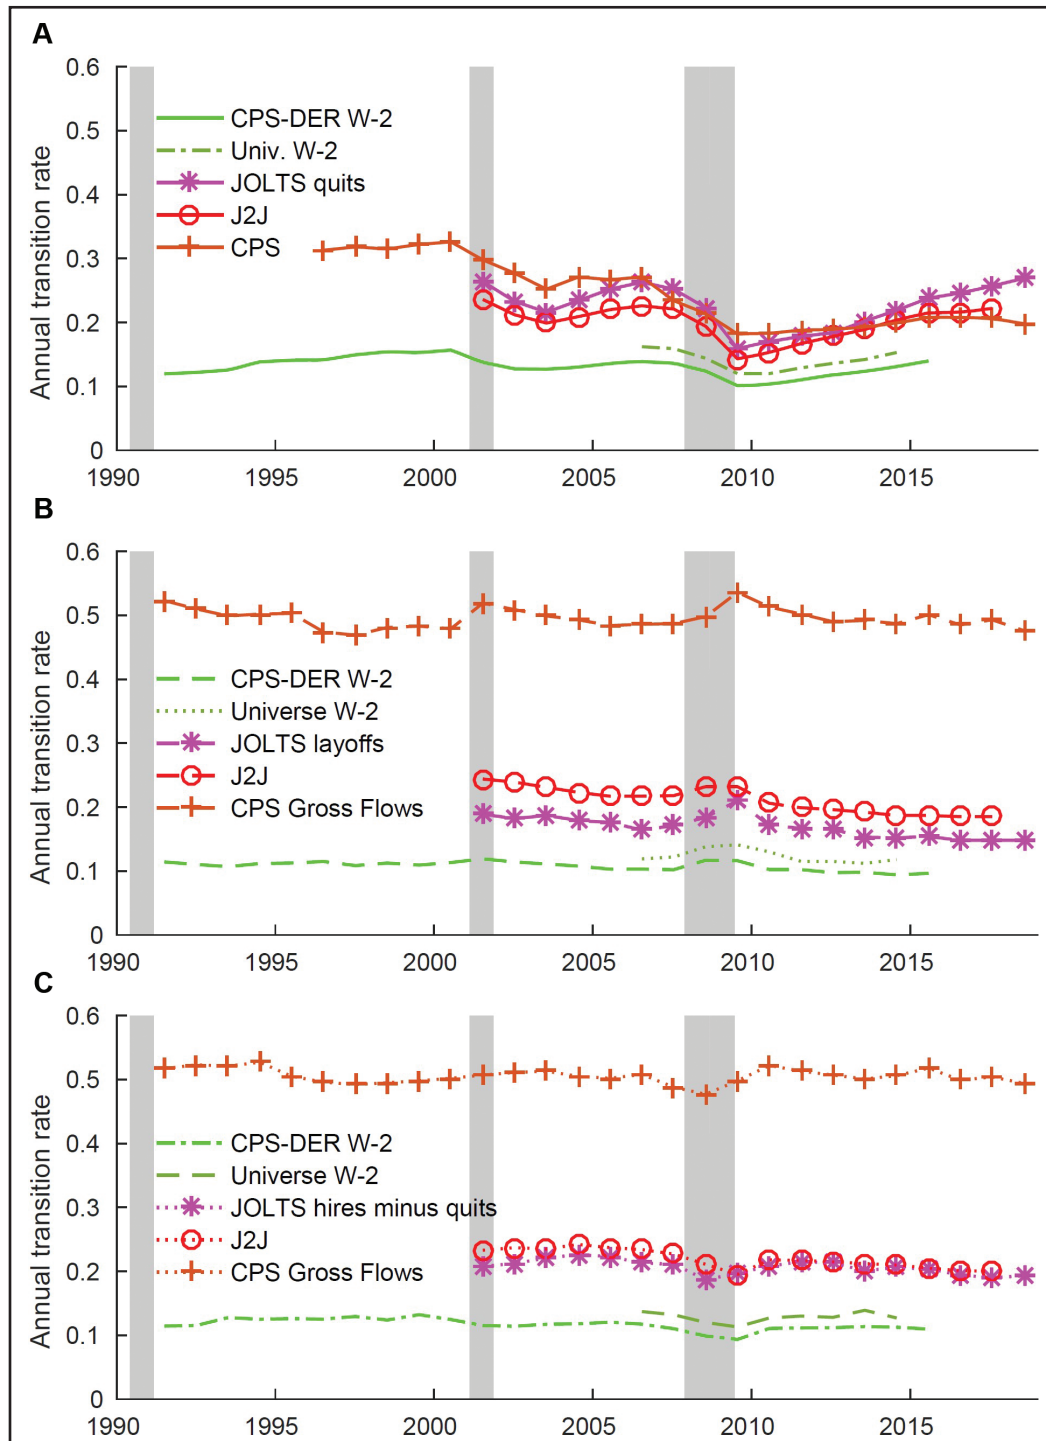 A
Annual transition rate
0.6
0.5
0.4
0.3
0.2
0.1
0
CPS-DER W-2
Univ. W-2
JOLTS quits
J2J
CPS
1990 1995 2000 2005 2010 2015
B
Annual transition rate
0.6
0.5
0.4
0.3
0.2
0.1
0
CPS-DER W-2
Universe W-2
JOLTS layoffs
J2J
CPS Gross Flows
1990 1995 2000 2005 2010 2015
C
Annual transition rate
0.6
0.5
0.4
0.3
0.2
0.1
0
CPS-DER W-2
Universe W-2
JOLTS hires minus quits
J2J
CPS Gross Flows
1990 1995 2000 2005 2010 2015